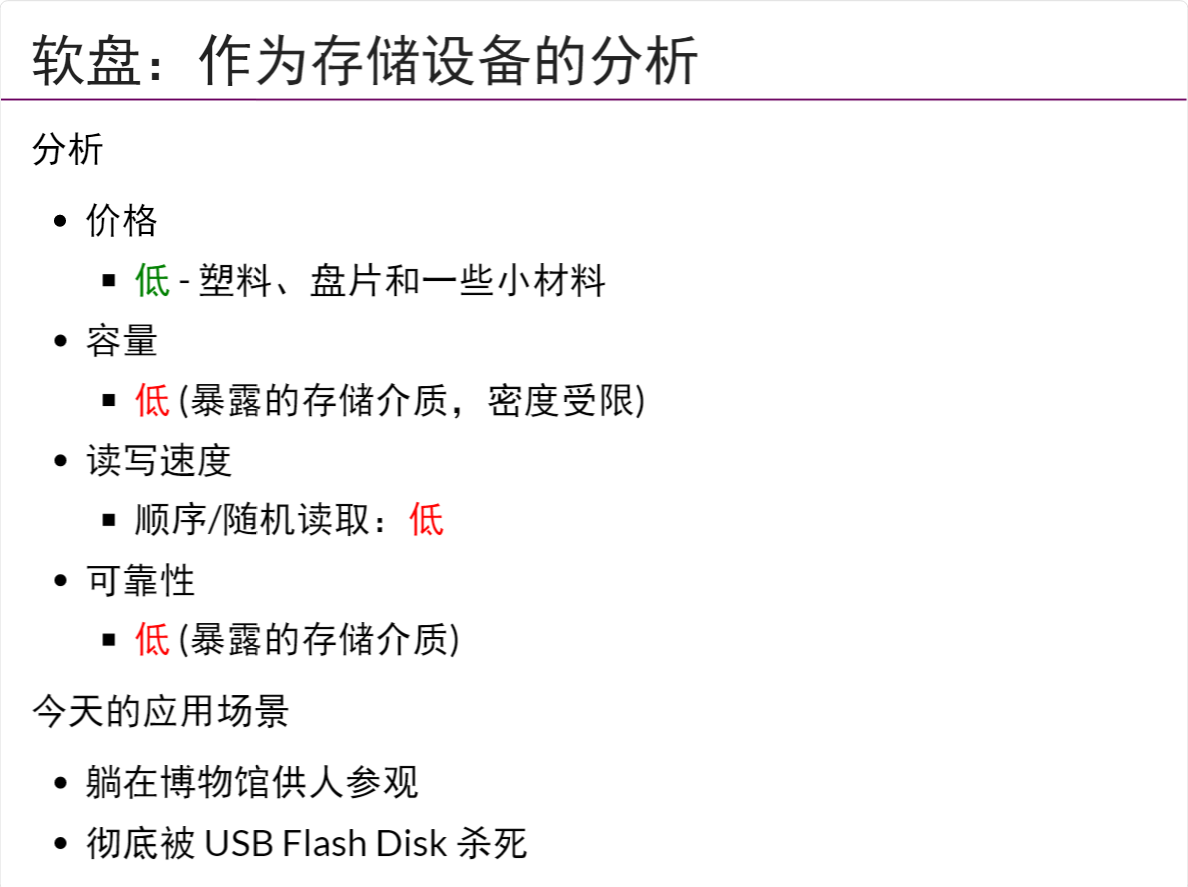 软盘：作为存储设备的分析
分析
• 价格
▪ 低 - 塑料、盘片和一些小材料
• 容量
▪ 低 (暴露的存储介质，密度受限)
• 读写速度
▪ 顺序/随机读取：低
• 可靠性
▪ 低 (暴露的存储介质)
今天的应用场景
• 躺在博物馆供人参观
• 彻底被 USB Flash Disk 杀死